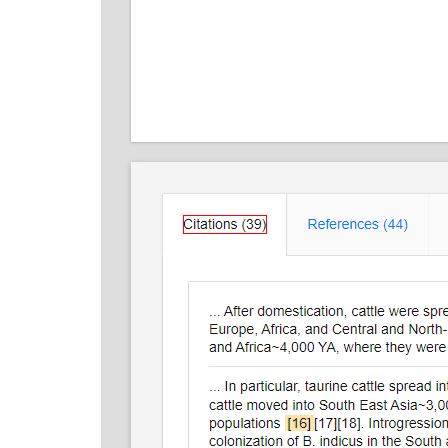 Citations (39)
References (44)
... After domestication, cattle were spre
Europe, Africa, and Central and North-
and Africa~4,000 YA, where they were
... In particular, taurine cattle spread in
cattle moved into South East Asia~3,0
populations [16] [17][18]. Introgression
colonization of B. indicus in the South